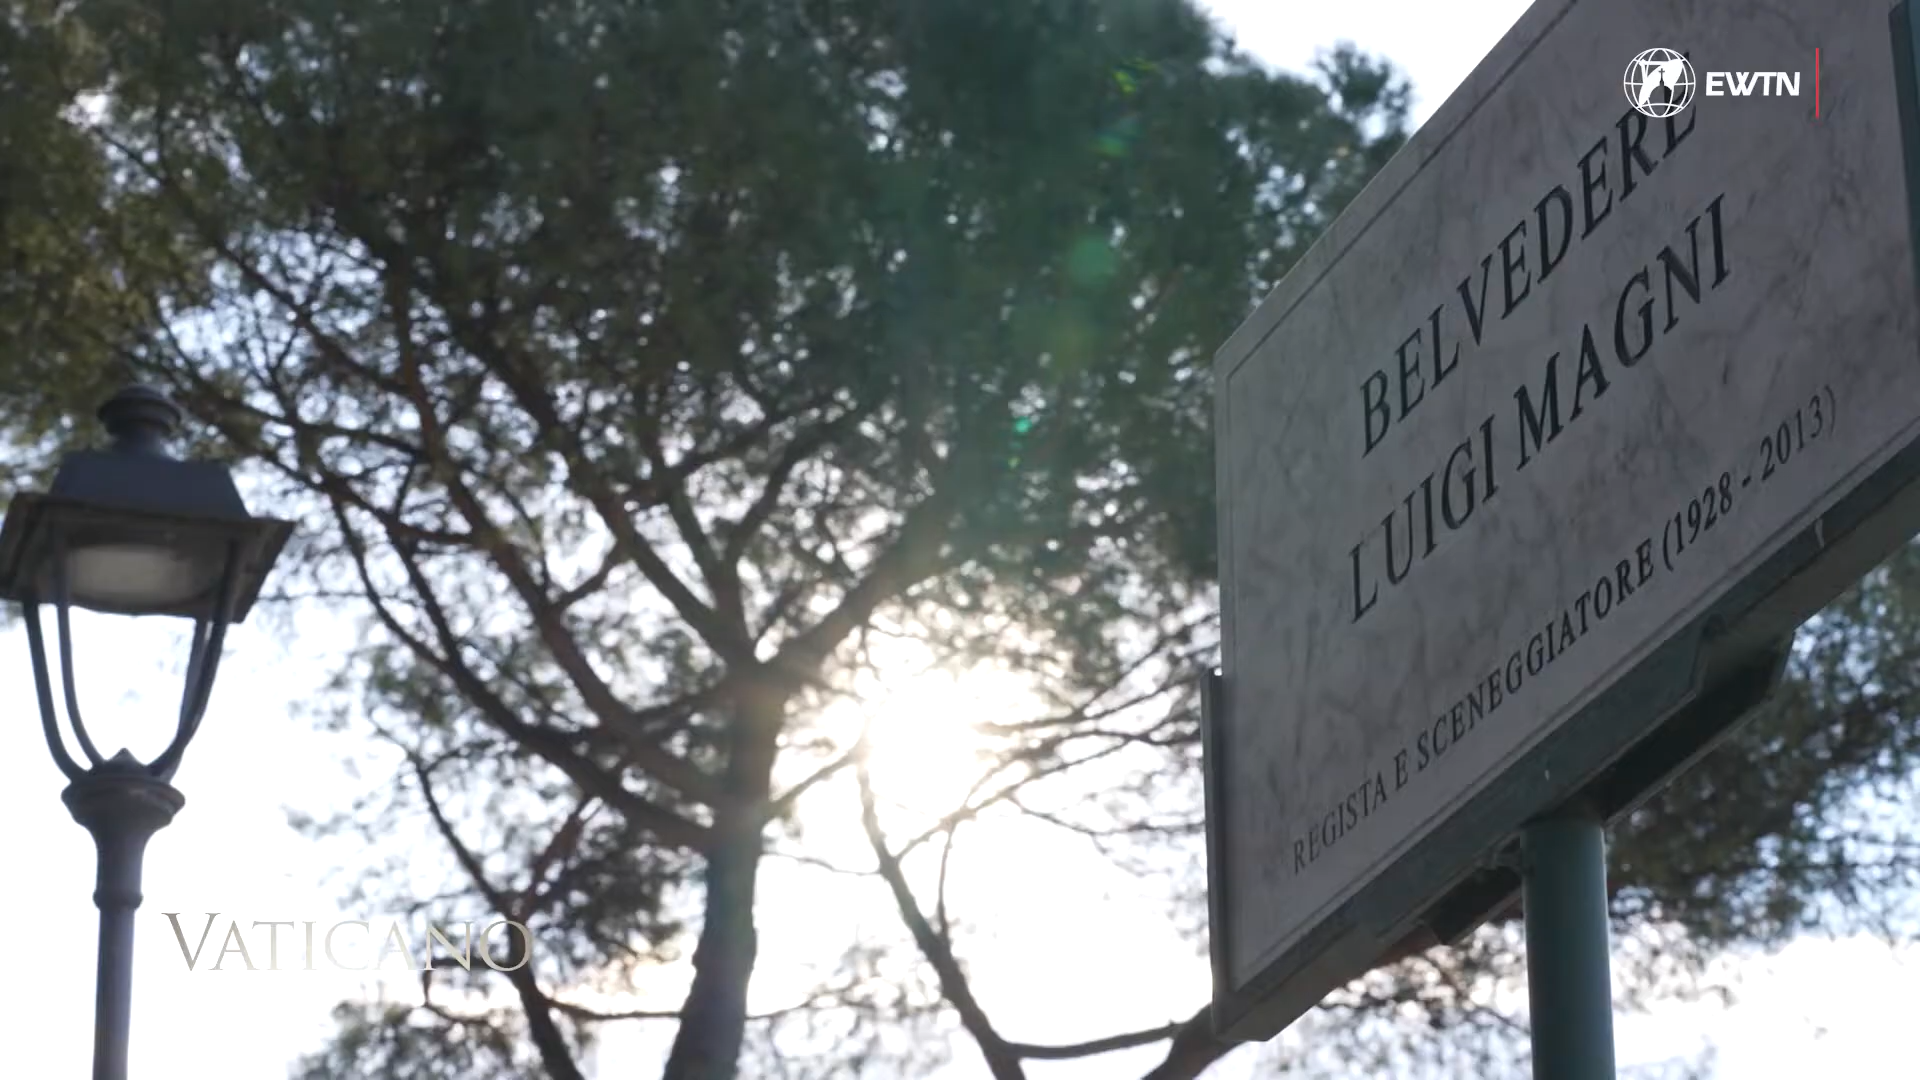 EWTN
BELVEDERE
LUIGI MAGNI
REGISTA E SCENEGGIATORE (1928 - 2013)
VATICANO